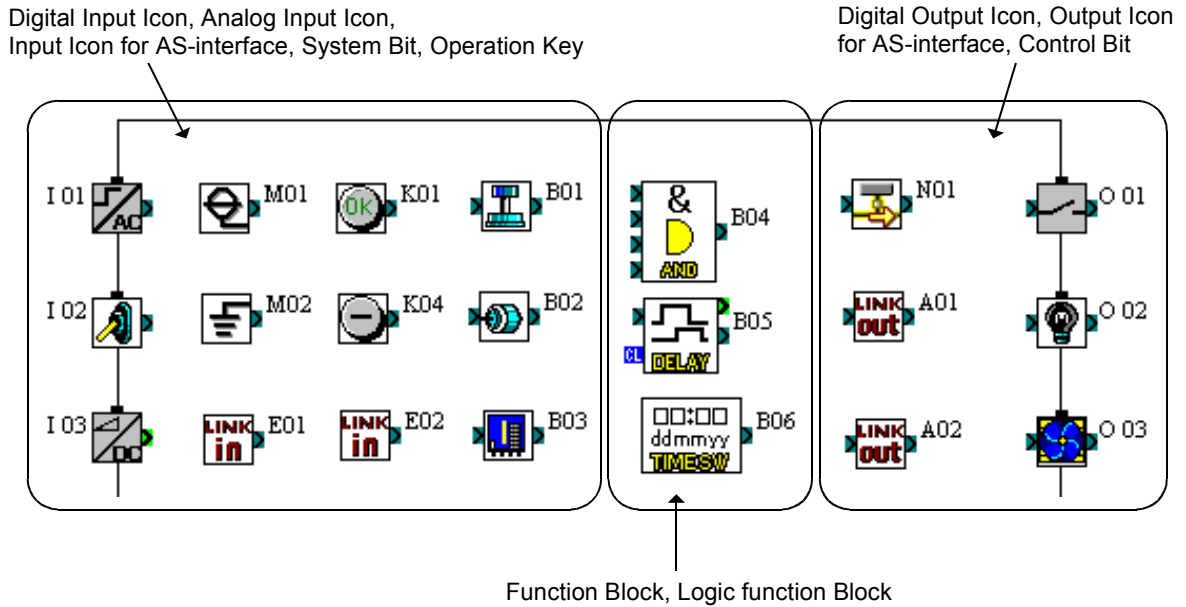 Digital Input Icon, Analog Input Icon,
Input Icon for AS-interface, System Bit, Operation Key
Digital Output Icon, Output Icon
for AS-interface, Control Bit
I 01
AC
M01
OK
K01
B01
&
AND
B04
N01
O 01
I 02
M02
K04
B02
CL
DELAY
B05
LINK
out
A01
O 02
I 03
DC
LINK
in
E01
LINK
in
E02
B03
ddmmyy
TIMESW
B06
LINK
out
A02
O 03
Function Block, Logic function Block